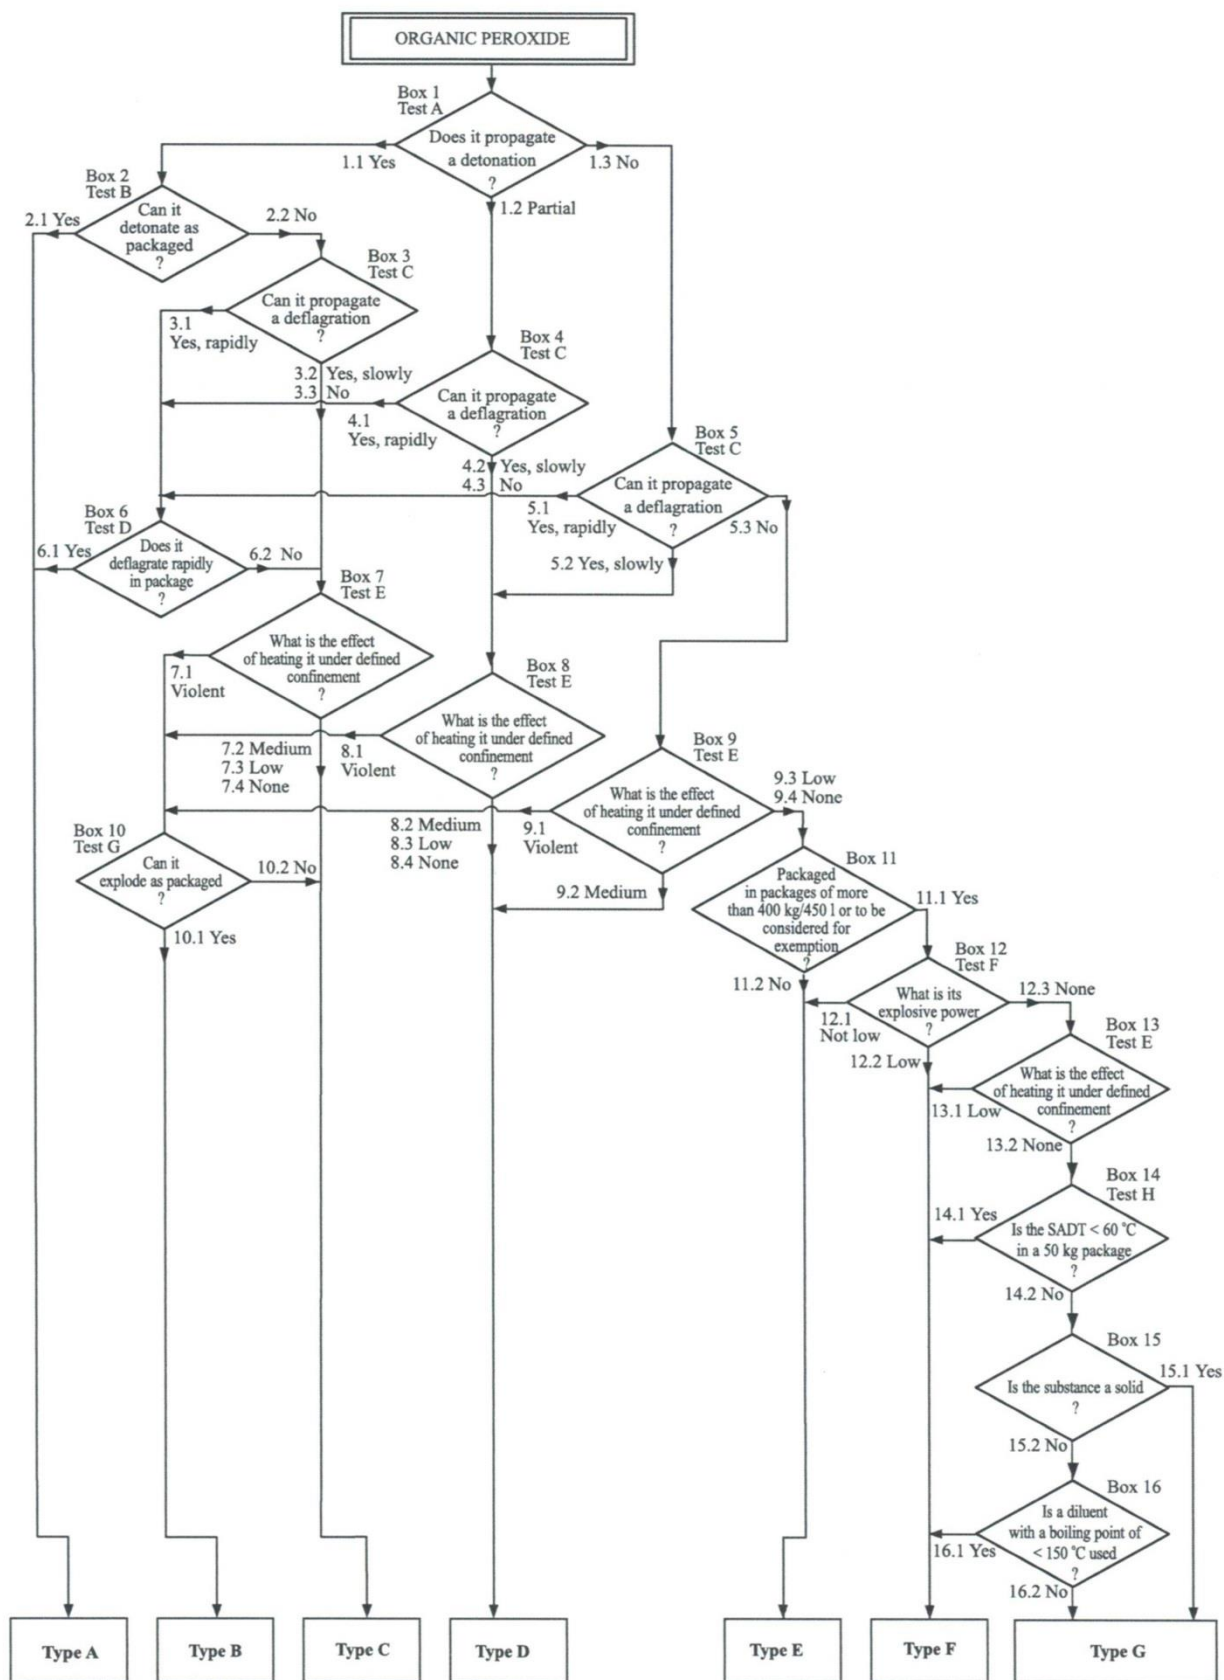 ORGANIC PEROXIDE
Box 1
Test A
Does it propagate
a detonation
?
1.1 Yes
1.3 No
1.2 Partial
Box 2
Test B
Can it
detonate as
packaged
?
2.1 Yes
2.2 No
Box 3
Test C
Can it propagate
a deflagration
?
3.1
Yes, rapidly
3.2 Yes, slowly
3.3 No
Box 4
Test C
Can it propagate
a deflagration
?
4.1
Yes, rapidly
4.2 Yes, slowly
4.3 No
Box 5
Test C
Can it propagate
a deflagration
?
5.1
Yes, rapidly
5.3 No
5.2 Yes, slowly
Box 6
Test D
Does it
deflagrate rapidly
in package
?
6.1 Yes
6.2 No
Box 7
Test E
What is the effect
of heating it under defined
confinement
?
7.1
Violent
7.2 Medium
7.3 Low
7.4 None
Box 8
Test E
What is the effect
of heating it under defined
confinement
?
8.1
Violent
8.2 Medium
8.3 Low
8.4 None
Box 9
Test E
What is the effect
of heating it under defined
confinement
?
9.1
Violent
9.3 Low
9.4 None
9.2 Medium
Box 10
Test G
Can it
explode as packaged
?
10.2 No
10.1 Yes
Box 11
Packaged
in packages of more
than 400 kg/450 l or to be
considered for
exemption
?
11.1 Yes
11.2 No
Box 12
Test F
What is its
explosive power
?
12.1
Not low
12.3 None
12.2 Low
Box 13
Test E
What is the effect
of heating it under defined
confinement
?
13.1 Low
13.2 None
Box 14
Test H
Is the SADT < 60 °C
in a 50 kg package
?
14.1 Yes
14.2 No
Box 15
Is the substance a solid
?
15.1 Yes
15.2 No
Box 16
Is a diluent
with a boiling point of
< 150 °C used
?
16.1 Yes
16.2 No
Type A
Type B
Type C
Type D
Type E
Type F
Type G